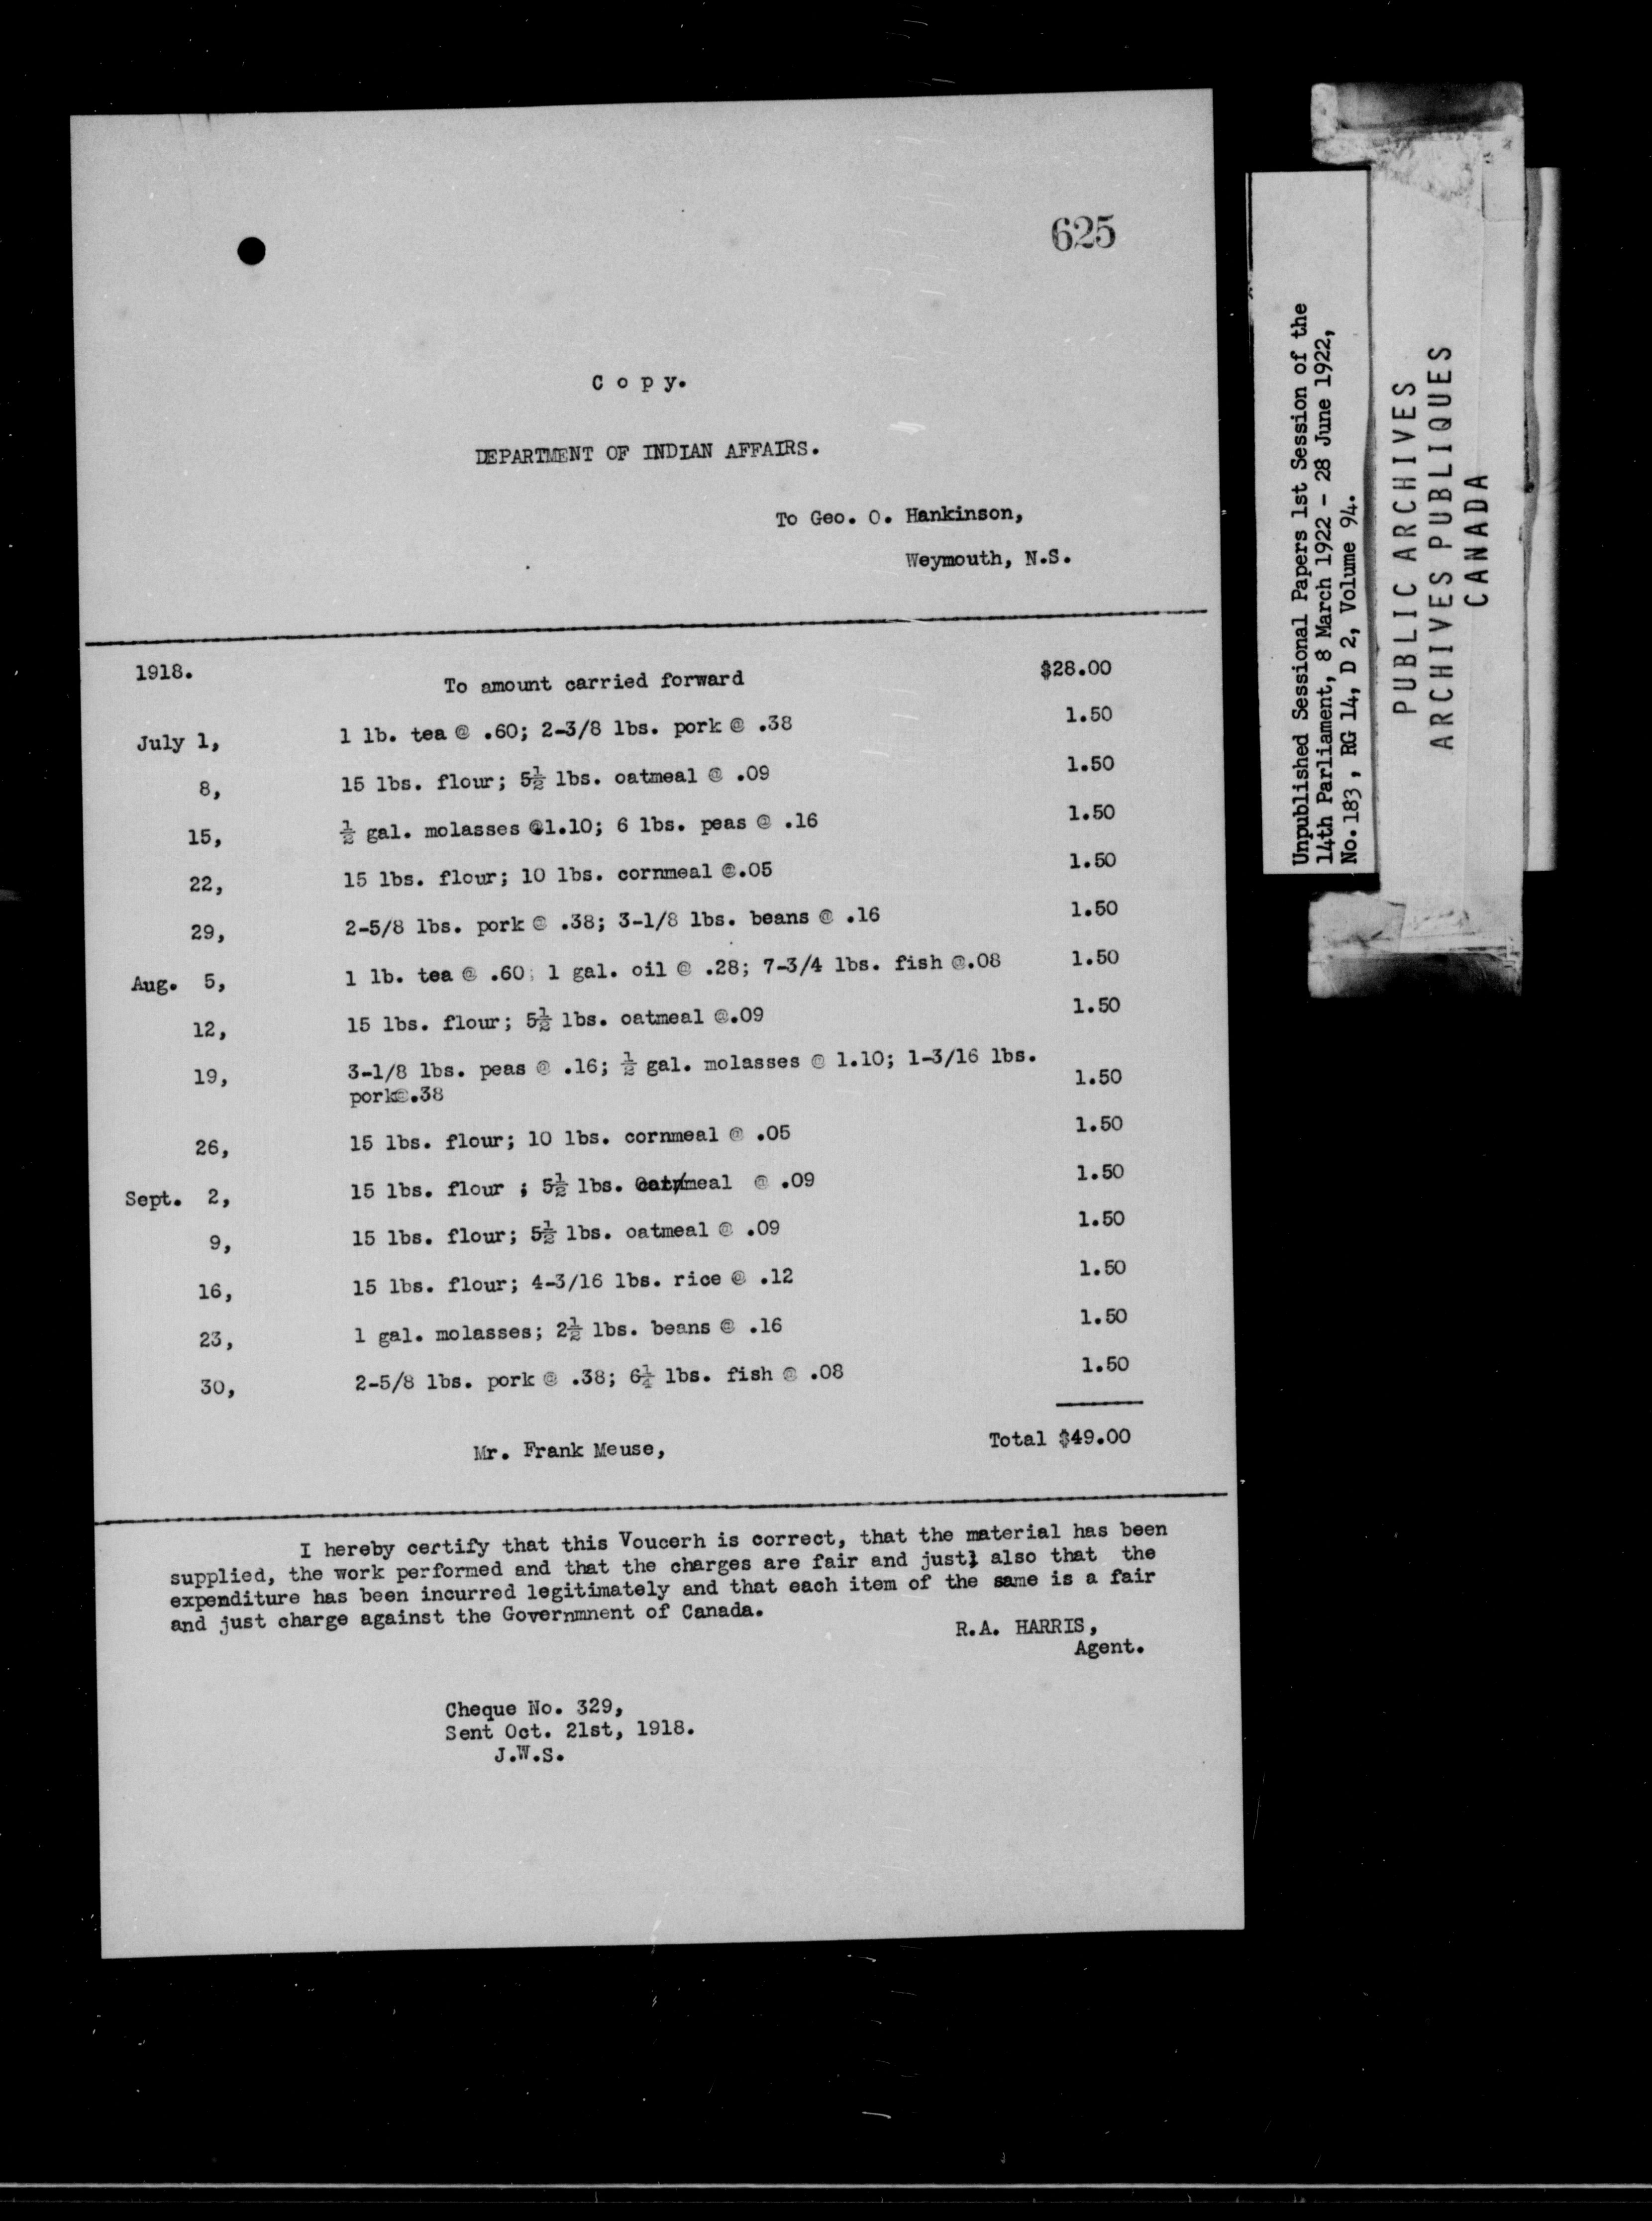 625
C o p y.
DEPARTMENT OF INDIAN AFFAIRS.
To Geo. O. Hankinson,
Weymouth, N.S.
1918. To amount carried forward $28.00
July 1, 1 lb. tea @ .60; 2-3/8 lbs. pork @ .38 1.50
8, 15 lbs. flour; 5½ lbs. oatmeal @ .09 1.50
15, ½ gal. molasses @1.10; 6 lbs. peas @ .16 1.50
22, 15 lbs. flour; 10 lbs. cornmeal @.05 1.50
29, 2-5/8 lbs. pork @ .38; 3-1/8 lbs. beans @ .16 1.50
Aug. 5, 1 lb. tea @ .60; 1 gal. oil @ .28; 7-3/4 lbs. fish @.08 1.50
12, 15 lbs. flour; 5½ lbs. oatmeal @.09 1.50
19, 3-1/8 lbs. peas @ .16; ½ gal. molasses @ 1.10; 1-3/16 lbs.
pork@.38 1.50
26, 15 lbs. flour; 10 lbs. cornmeal @ .05 1.50
Sept. 2, 15 lbs. flour ; 5½ lbs. Oatmeal @ .09 1.50
9, 15 lbs. flour; 5½ lbs. oatmeal @ .09 1.50
16, 15 lbs. flour; 4-3/16 lbs. rice @ .12 1.50
23, 1 gal. molasses; 2½ lbs. beans @ .16 1.50
30, 2-5/8 lbs. pork @ .38; 6¼ lbs. fish @ .08 1.50
Mr. Frank Meuse, Total $49.00
I hereby certify that this Voucerh is correct, that the material has been
supplied, the work performed and that the charges are fair and just; also that the
expenditure has been incurred legitimately and that each item of the same is a fair
and just charge against the Governmnent of Canada.
R.A. HARRIS,
Agent.
Cheque No. 329,
Sent Oct. 21st, 1918.
J.W.S.
Unpublished Sessional Papers 1st Session of the
14th Parliament, 8 March 1922 - 28 June 1922,
No. 183, RG 14, D 2, Volume 94.
PUBLIC ARCHIVES
ARCHIVES PUBLIQUES
CANADA